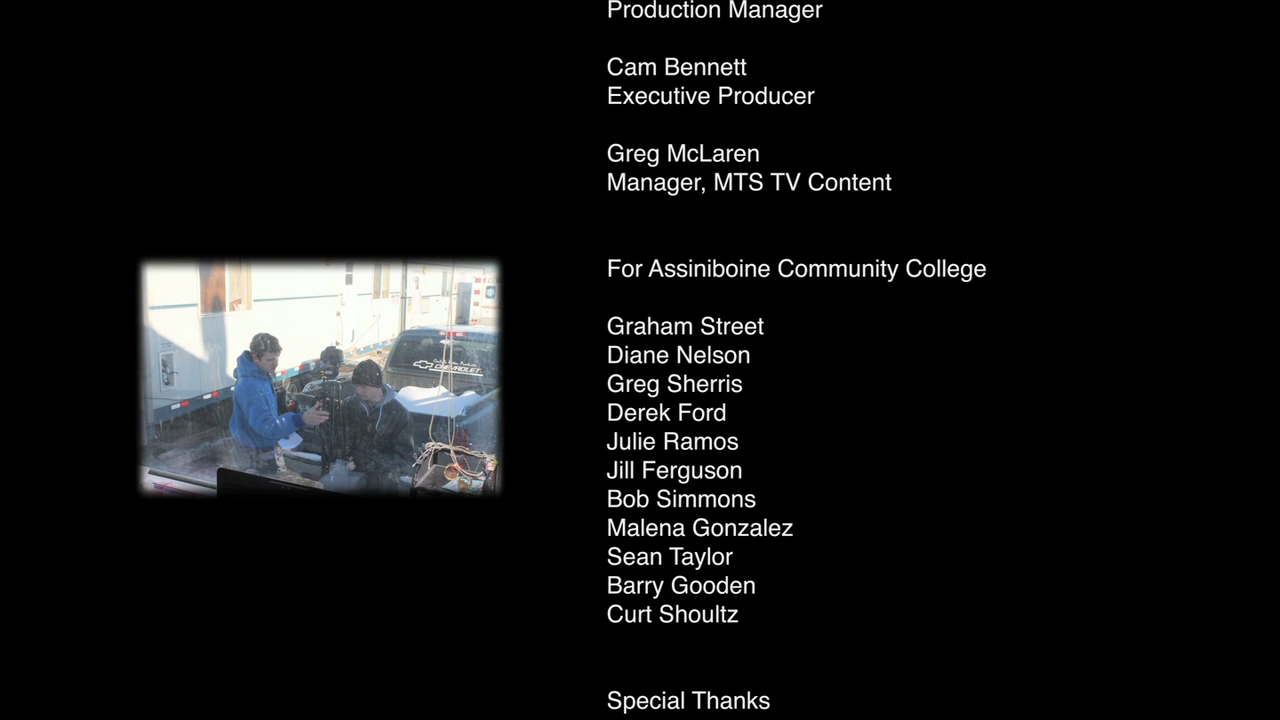 Production Manager
Cam Bennett
Executive Producer
Greg McLaren
Manager, MTS TV Content
For Assiniboine Community College
Graham Street
Diane Nelson
Greg Sherris
Derek Ford
Julie Ramos
Jill Ferguson
Bob Simmons
Malena Gonzalez
Sean Taylor
Barry Gooden
Curt Shoultz
Special Thanks
CHEVROLET